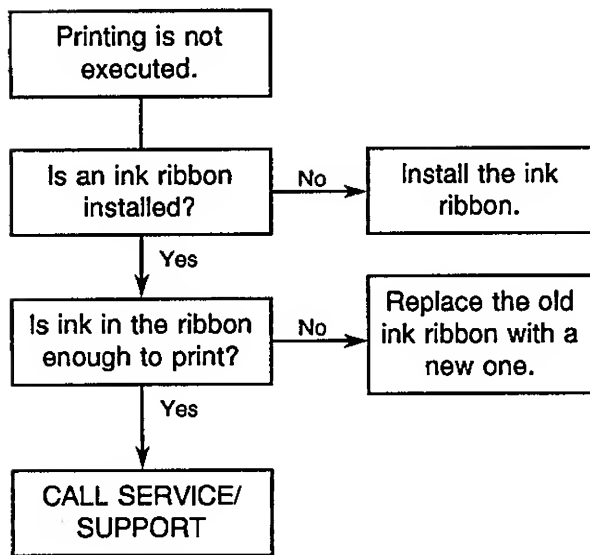 Printing is not
executed.
Is an ink ribbon
installed?
No
Install the ink
ribbon.
Yes
Is ink in the ribbon
enough to print?
No
Replace the old
ink ribbon with a
new one.
Yes
CALL SERVICE/
SUPPORT